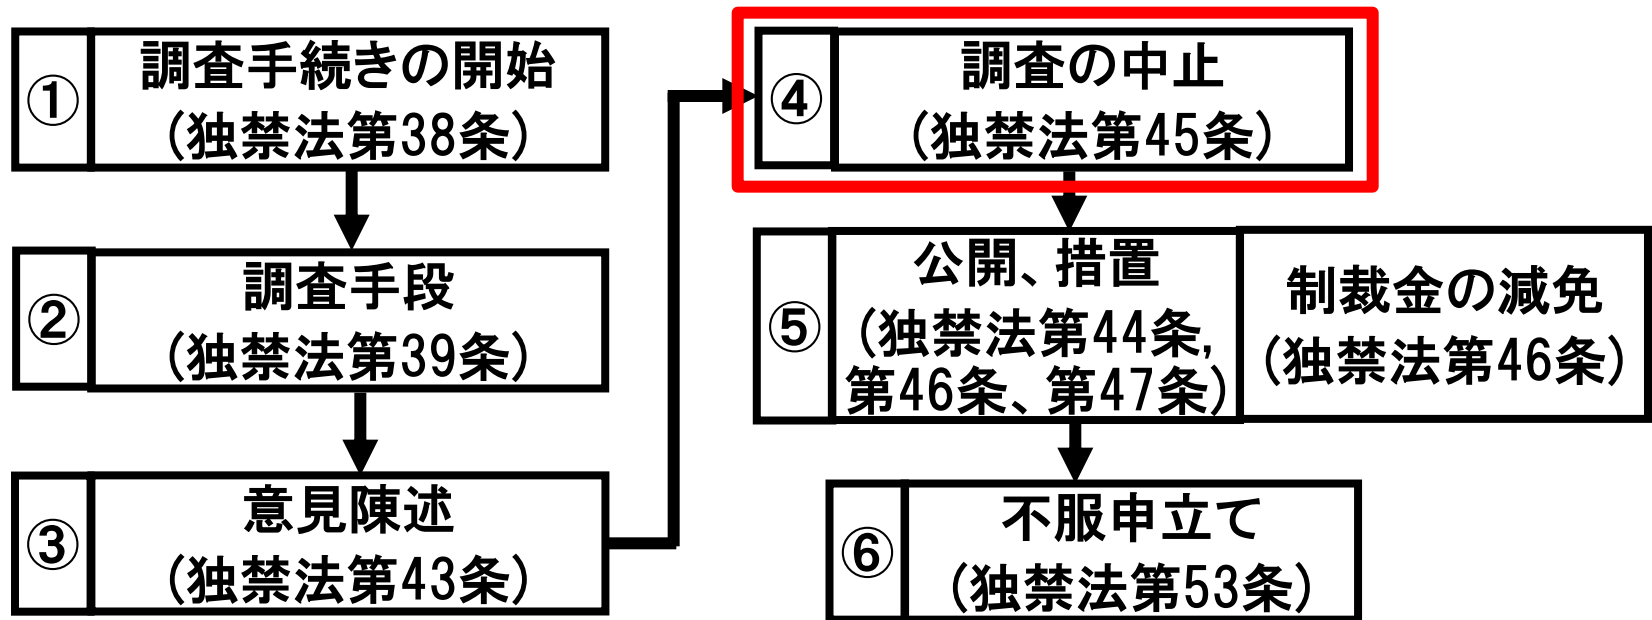 ①
調査手続きの開始
(独禁法第38条)
②
調査手段
(独禁法第39条)
③
意見陳述
(独禁法第43条)
④
調査の中止
(独禁法第45条)
⑤
公開、措置
(独禁法第44条,
第46条、第47条)
制裁金の減免
(独禁法第46条)
⑥
不服申立て
(独禁法第53条)